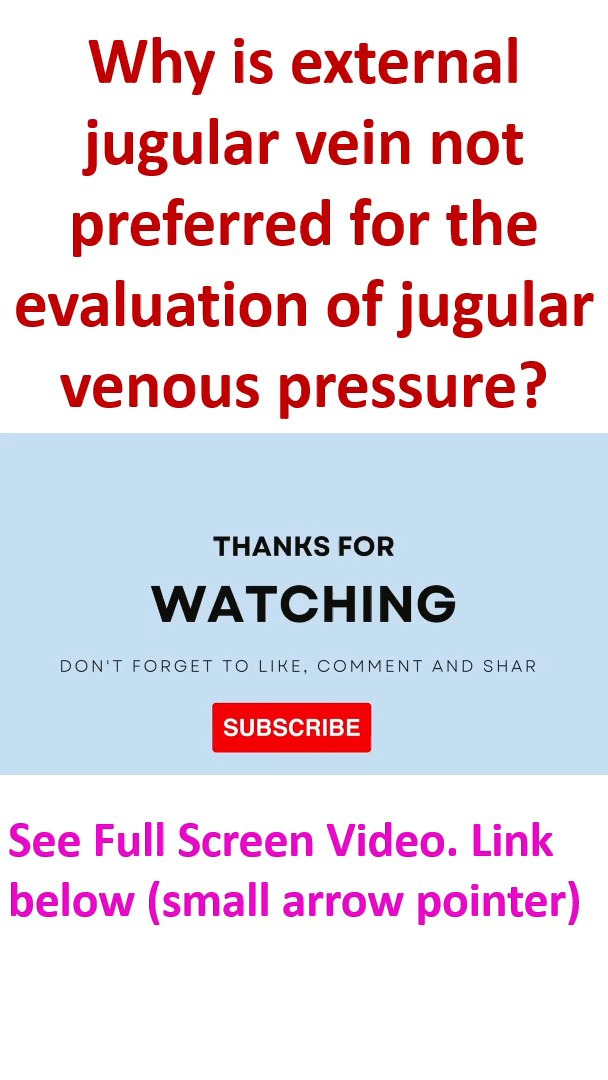 Why is external
jugular vein not
preferred for the
evaluation of jugular
venous pressure?
THANKS FOR
WATCHING
DON'T FORGET TO LIKE, COMMENT AND SHAR
SUBSCRIBE
See Full Screen Video. Link
below (small arrow pointer)